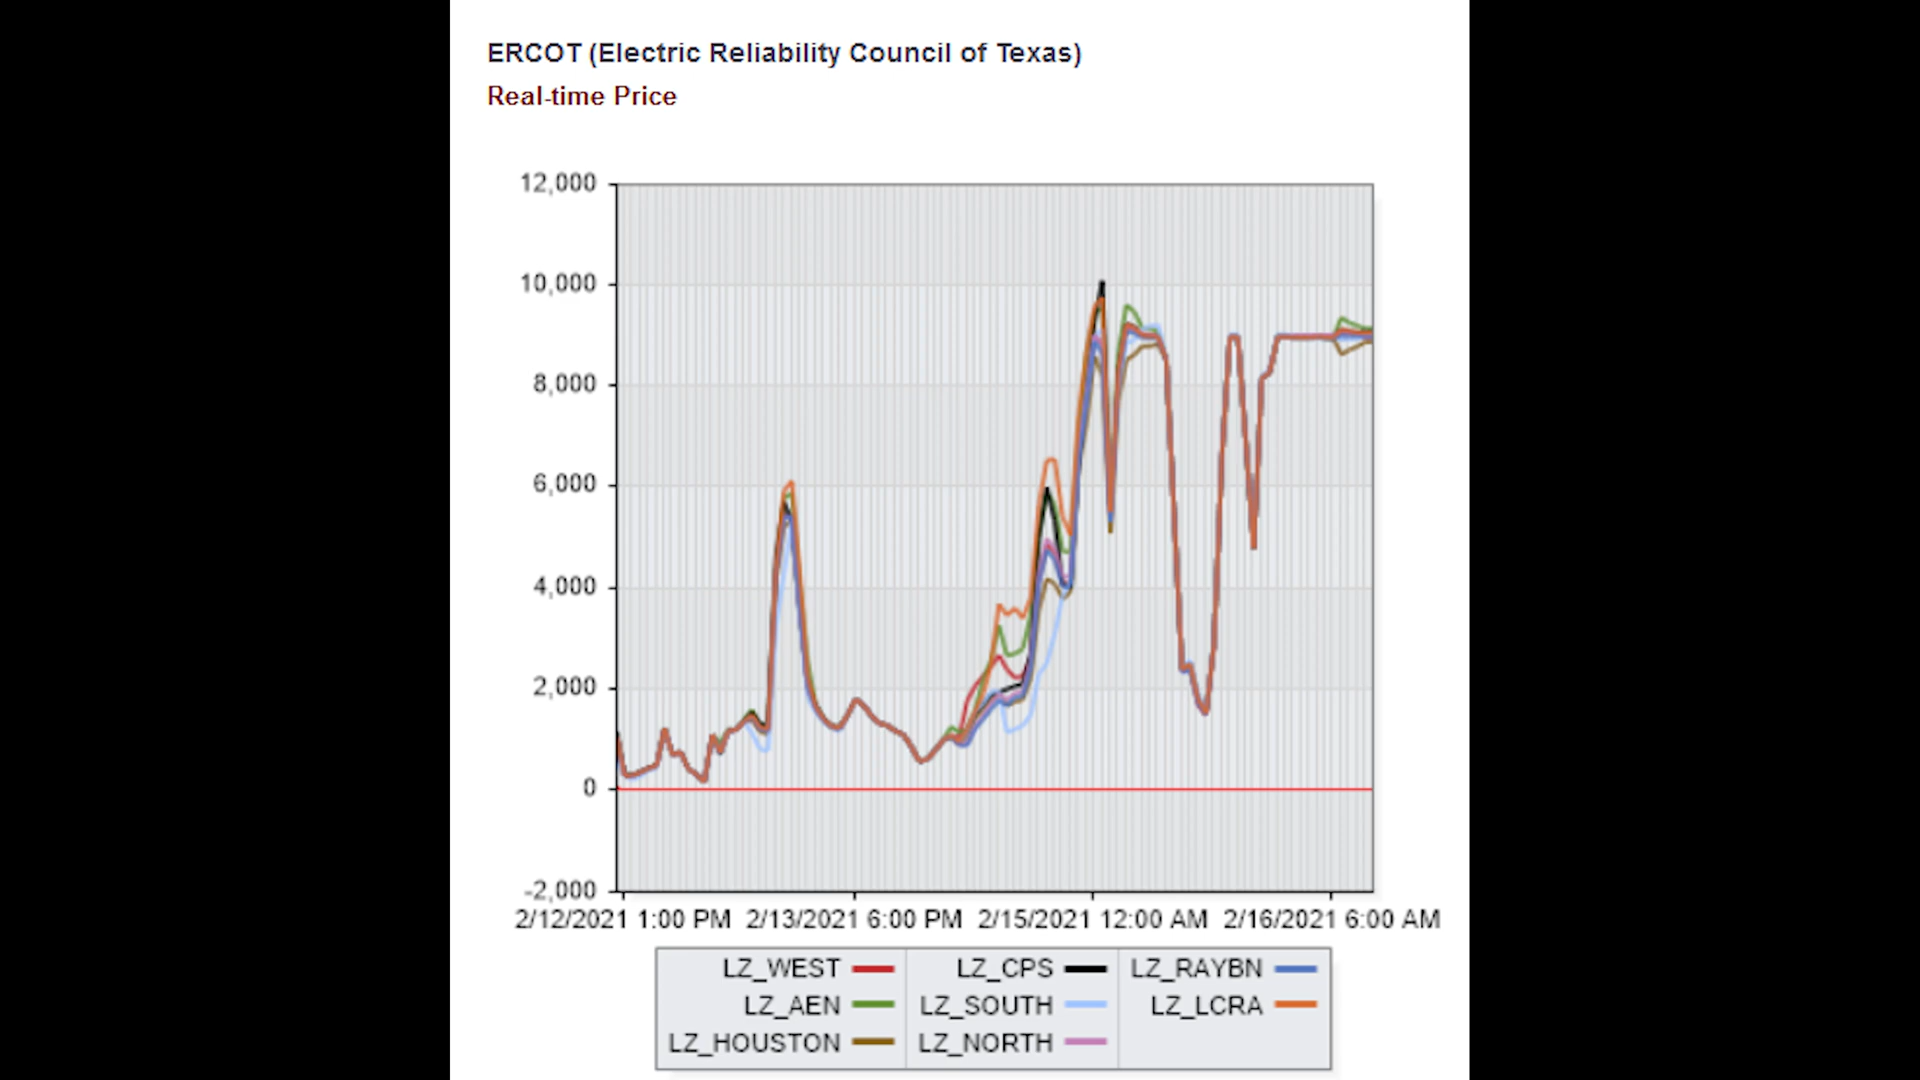 ERCOT (Electric Reliability Council of Texas)
Real-time Price
12,000
10,000
8,000
6,000
4,000
2,000
0
-2,000
2/12/2021 1:00 PM 2/13/2021 6:00 PM 2/15/2021 12:00 AM 2/16/2021 6:00 AM
LZ_WEST LZ_CPS LZ_RAYBN
LZ_AEN LZ_SOUTH LZ_LCRA
LZ_HOUSTON LZ_NORTH